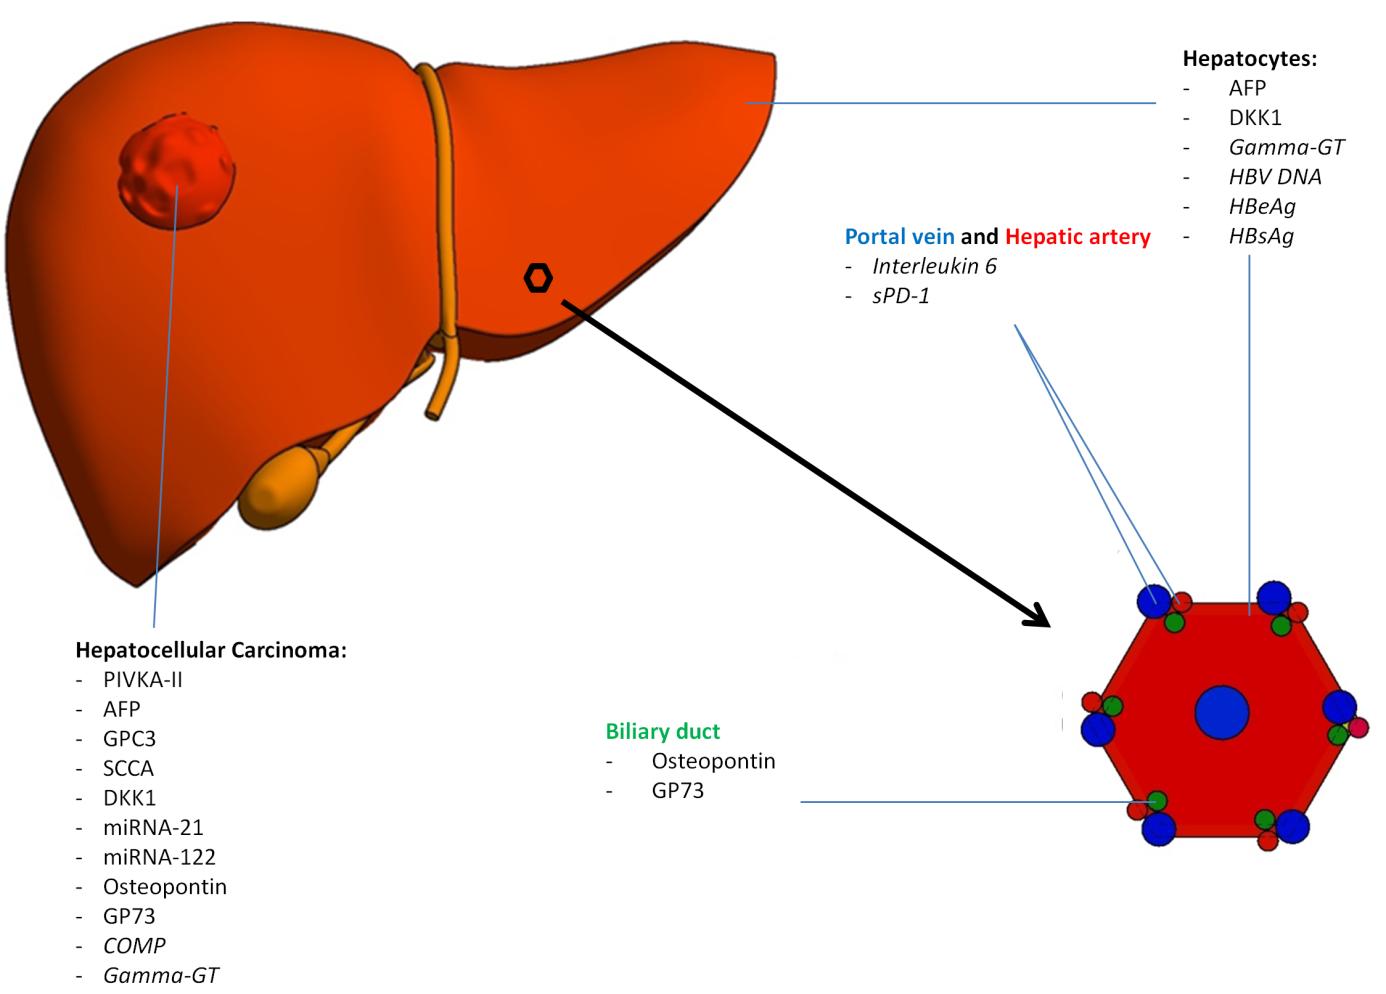 Hepatocytes:
- AFP
- DKK1
- Gamma-GT
- HBV DNA
- HBeAg
- HBsAg
Portal vein and Hepatic artery
- Interleukin 6
- sPD-1
Hepatocellular Carcinoma:
- PIVKA-II
- AFP
- GPC3
- SCCA
- DKK1
- miRNA-21
- miRNA-122
- Osteopontin
- GP73
- COMP
- Gamma-GT
Biliary duct
- Osteopontin
- GP73